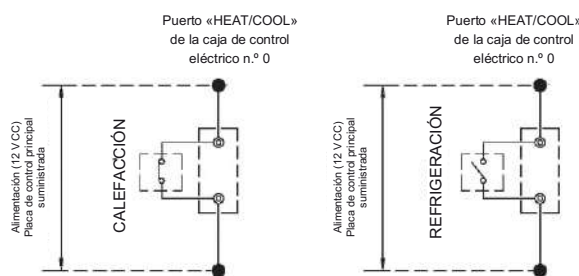 Puerto «HEAT/COOL»
de la caja de control
eléctrico n.º 0
Alimentación (12 V CC)
Placa de control principal
suministrada
CALEFACCIÓN
Puerto «HEAT/COOL»
de la caja de control
eléctrico n.º 0
Alimentación (12 V CC)
Placa de control principal
suministrada
REFRIGERACIÓN